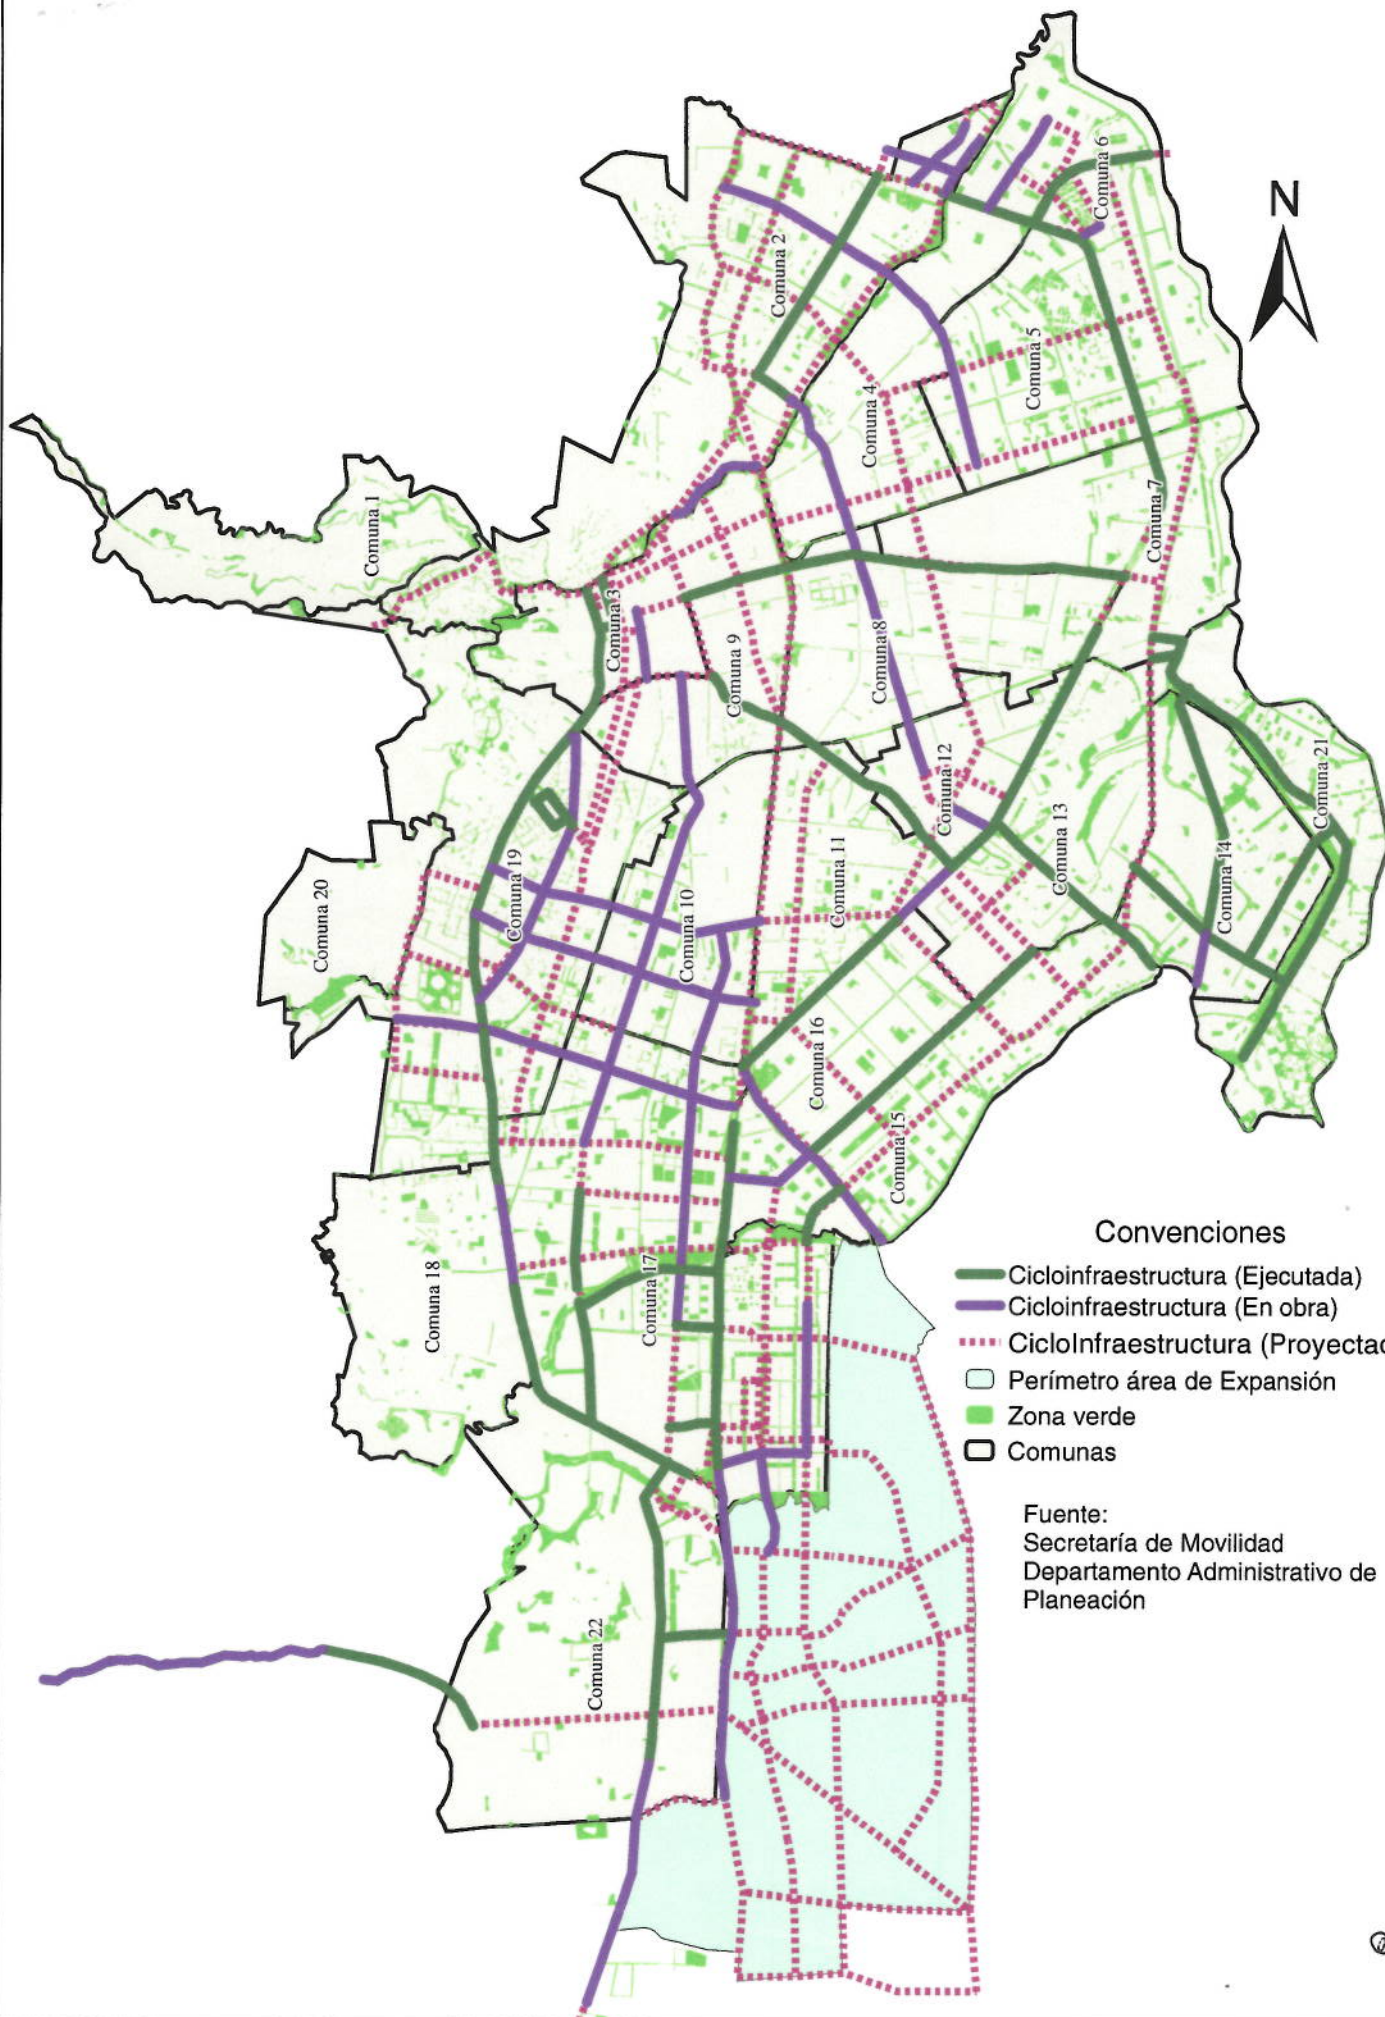 N
Comuna 6
Comuna 2
Comuna 5
Comuna 4
Comuna 1
Comuna 7
Comuna 3
Comuna 9
Comuna 8
Comuna 12
Comuna 21
Comuna 13
Comuna 14
Comuna 19
Comuna 20
Comuna 10
Comuna 11
Comuna 16
Comuna 15
Comuna 18
Comuna 17
Comuna 22
Convenciones
Cicloinfraestructura (Ejecutada)
Cicloinfraestructura (En obra)
CicloInfraestructura (Proyectad
Perímetro área de Expansión
Zona verde
Comunas
Fuente:
Secretaría de Movilidad
Departamento Administrativo de
Planeación